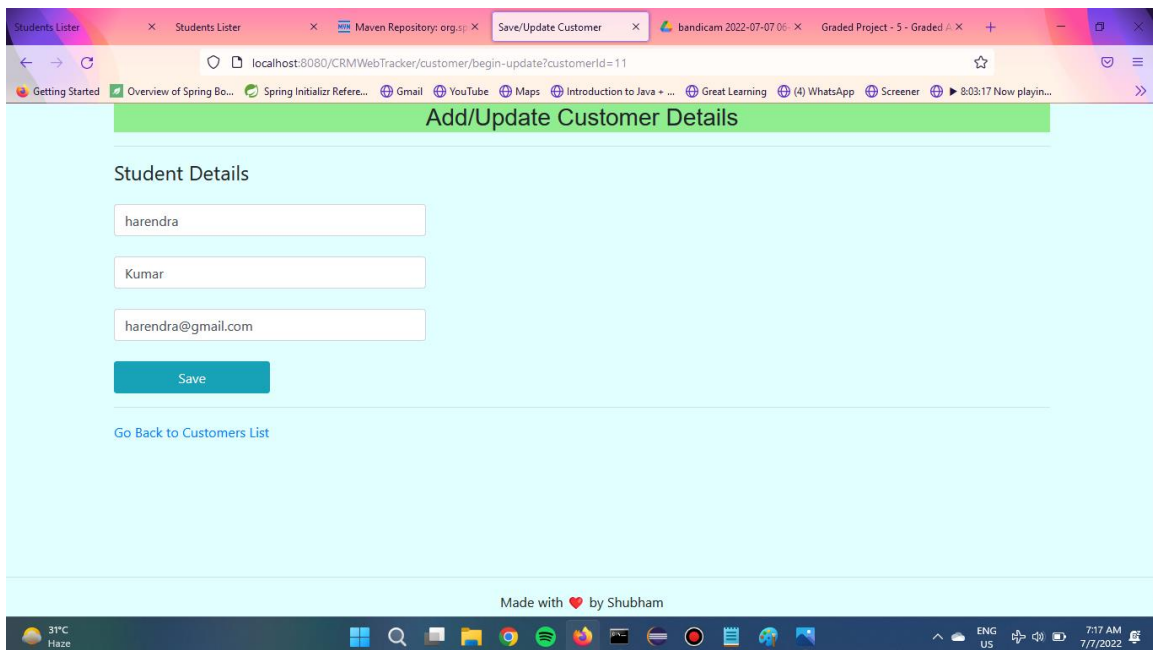 Students Lister
Students Lister
MVN Maven Repository: org.sp
Save/Update Customer
bandicam 2022-07-07 06-
Graded Project - 5 - Graded A
localhost:8080/CRMWebTracker/customer/begin-update?customerId=11
Getting Started Overview of Spring Bo... Spring Initializr Refere... Gmail YouTube Maps Introduction to Java + ... Great Learning (4) WhatsApp Screener ▶ 8:03:17 Now playin...
Add/Update Customer Details
Student Details
harendra
Kumar
harendra@gmail.com
Save
Go Back to Customers List
Made with ❤ by Shubham
31°C
Haze
ENG
US
7:17 AM
7/7/2022